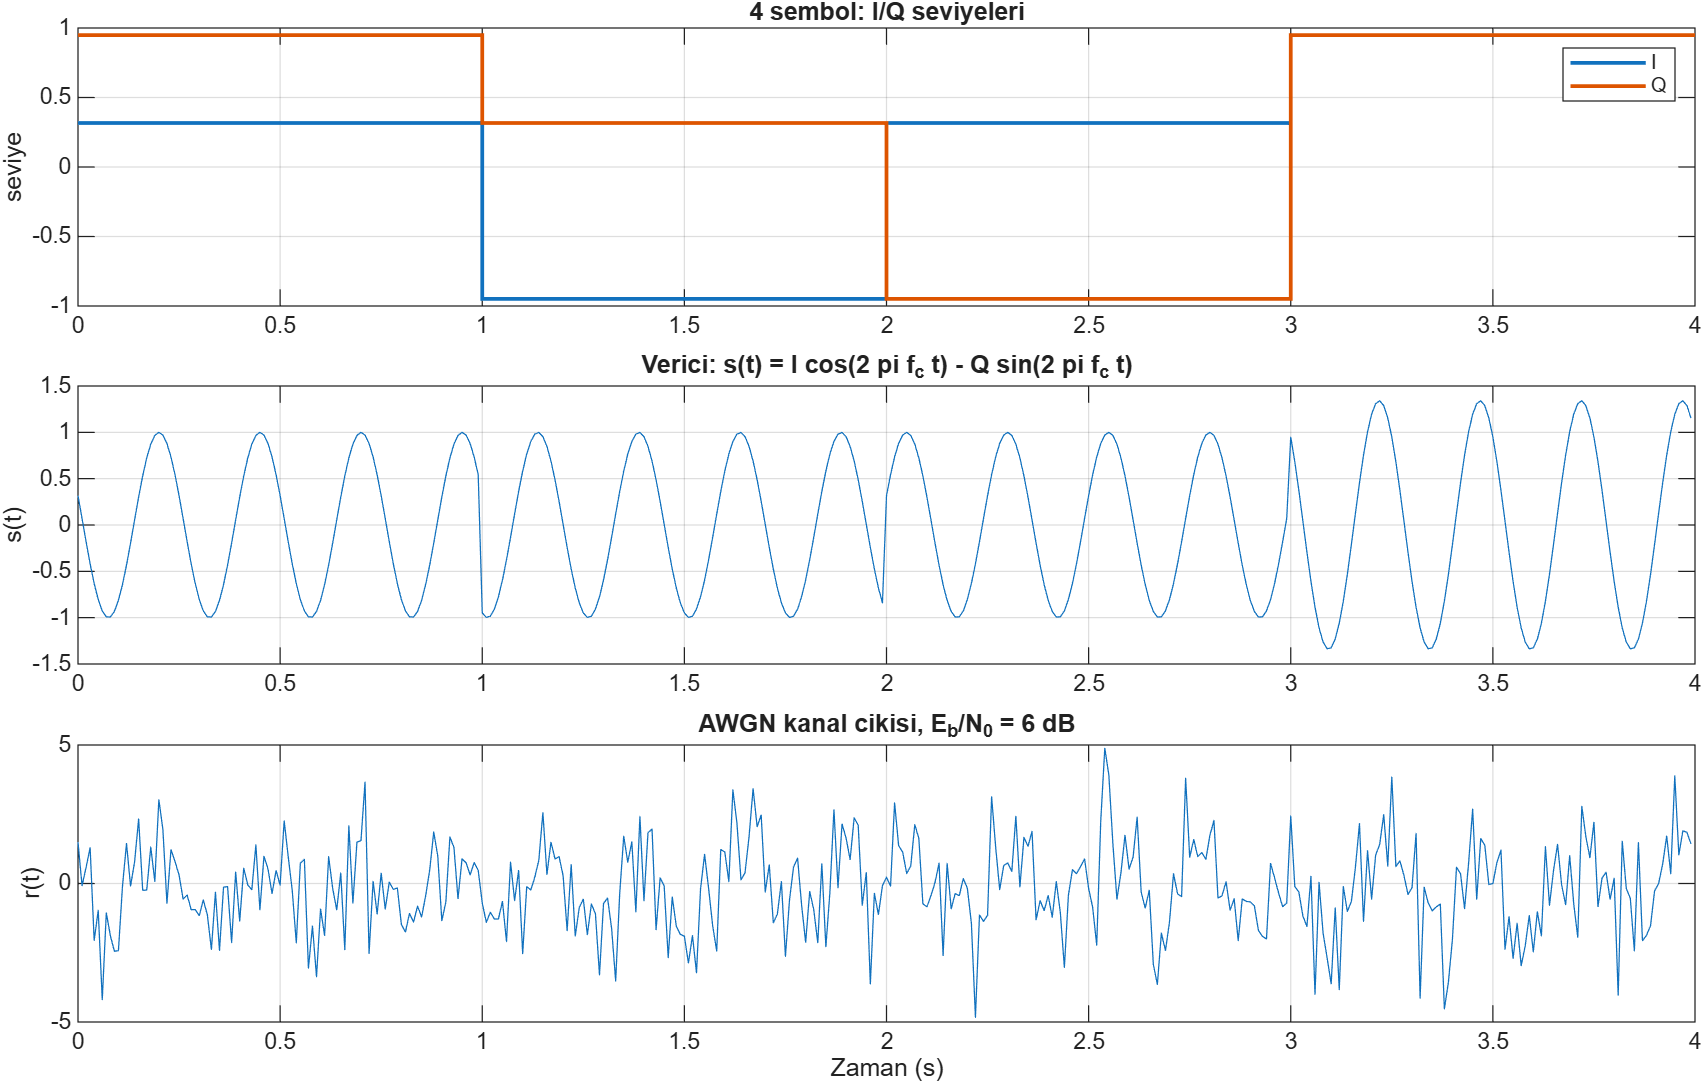 4 sembol: I/Q seviyeleri
1
0.5
0
-0.5
-1
seviye
I
Q
0 0.5 1 1.5 2 2.5 3 3.5 4
Verici: s(t) = I cos(2 pi f_c t) - Q sin(2 pi f_c t)
1.5
1
0.5
0
-0.5
-1
-1.5
s(t)
0 0.5 1 1.5 2 2.5 3 3.5 4
AWGN kanal cikisi, E_b/N_0 = 6 dB
5
0
-5
r(t)
0 0.5 1 1.5 2 2.5 3 3.5 4
Zaman (s)